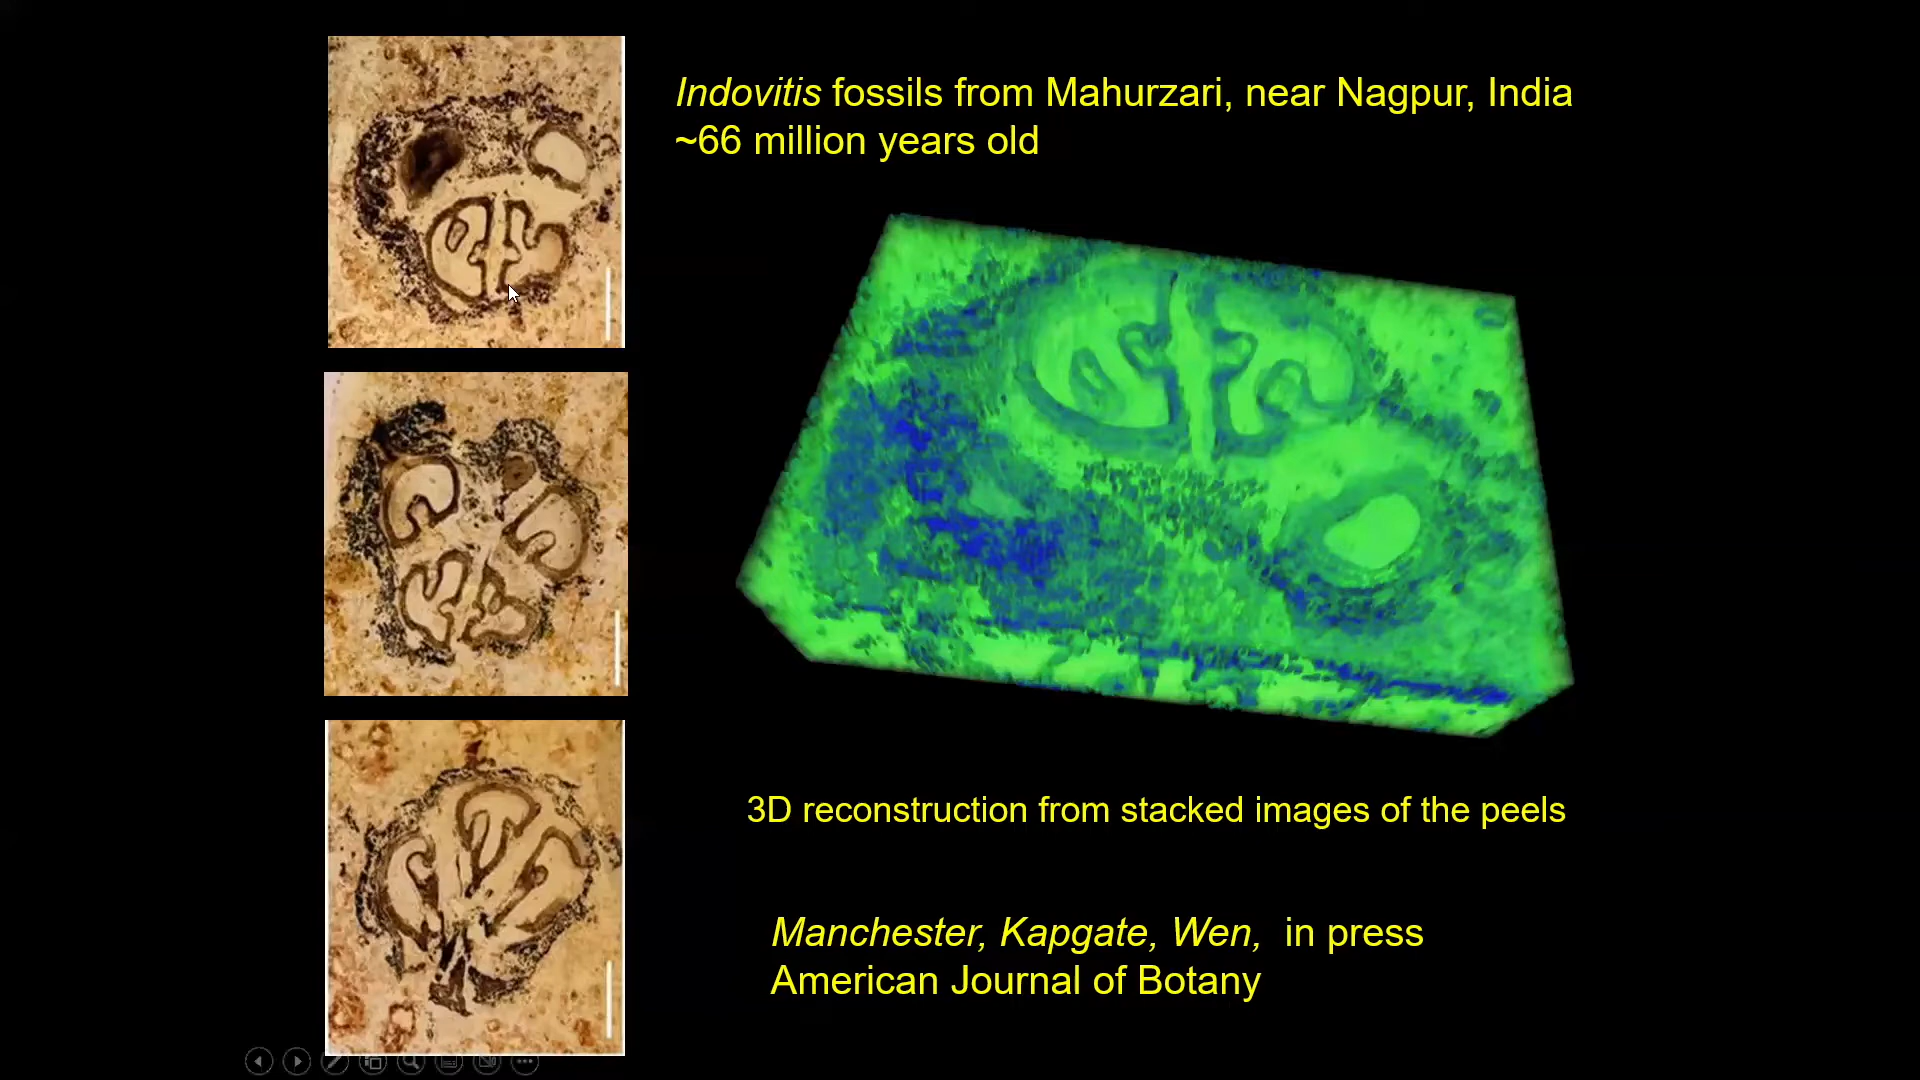 Indovitis fossils from Mahurzari, near Nagpur, India
~66 million years old
3D reconstruction from stacked images of the peels
Manchester, Kapgate, Wen, in press
American Journal of Botany